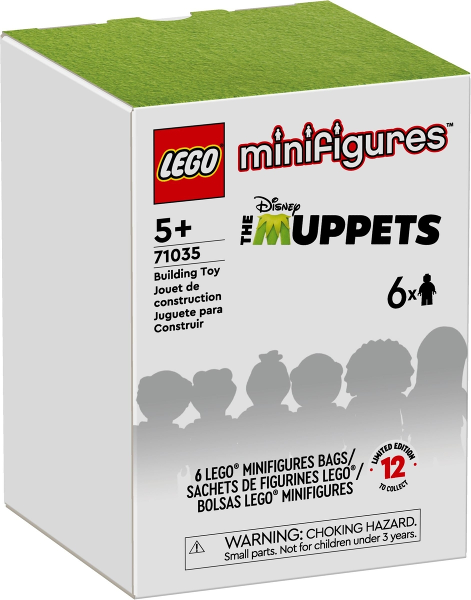 LEGO
minifigures™
5+
71035
Building Toy
Jouet de
construction
Juguete para
Construir
Disney
THE MUPPETS
6x
6 LEGO® MINIFIGURES BAGS/
SACHETS DE FIGURINES LEGO®/
BOLSAS LEGO® MINIFIGURES
LIMITED EDITION
12
TO COLLECT
WARNING: CHOKING HAZARD.
Small parts. Not for children under 3 years.